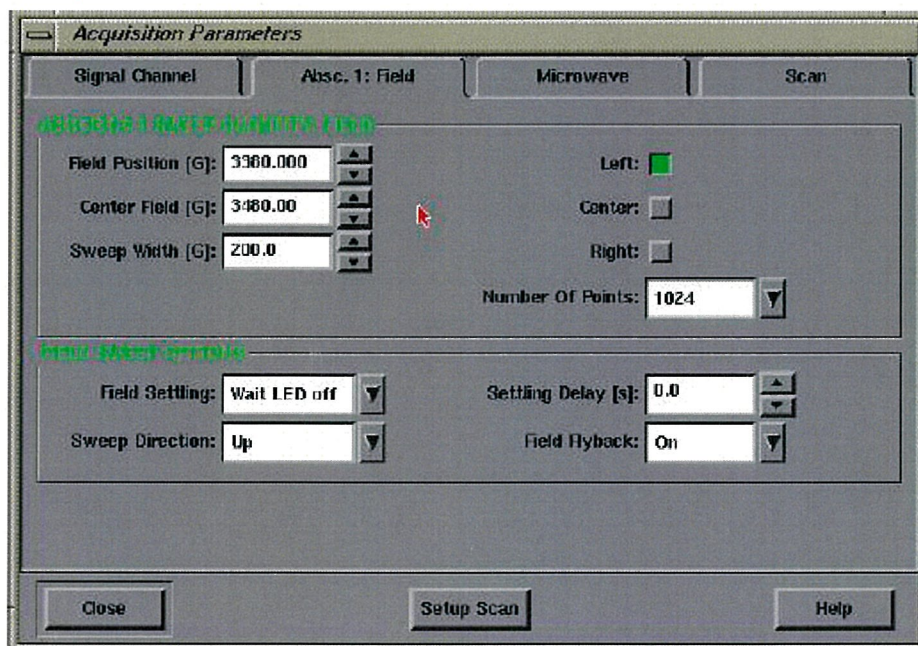 Acquisition Parameters
Signal Channel
Absc. 1: Field
Microwave
Scan
Field Position [G]: 3380.000
Left:
Center Field [G]: 3480.00
Center:
Sweep Width [G]: 200.0
Right:
Number Of Points: 1024
Field Settling: Wait LED off
Settling Delay [s]: 0.0
Sweep Direction: Up
Field Flyback: On
Close
Setup Scan
Help